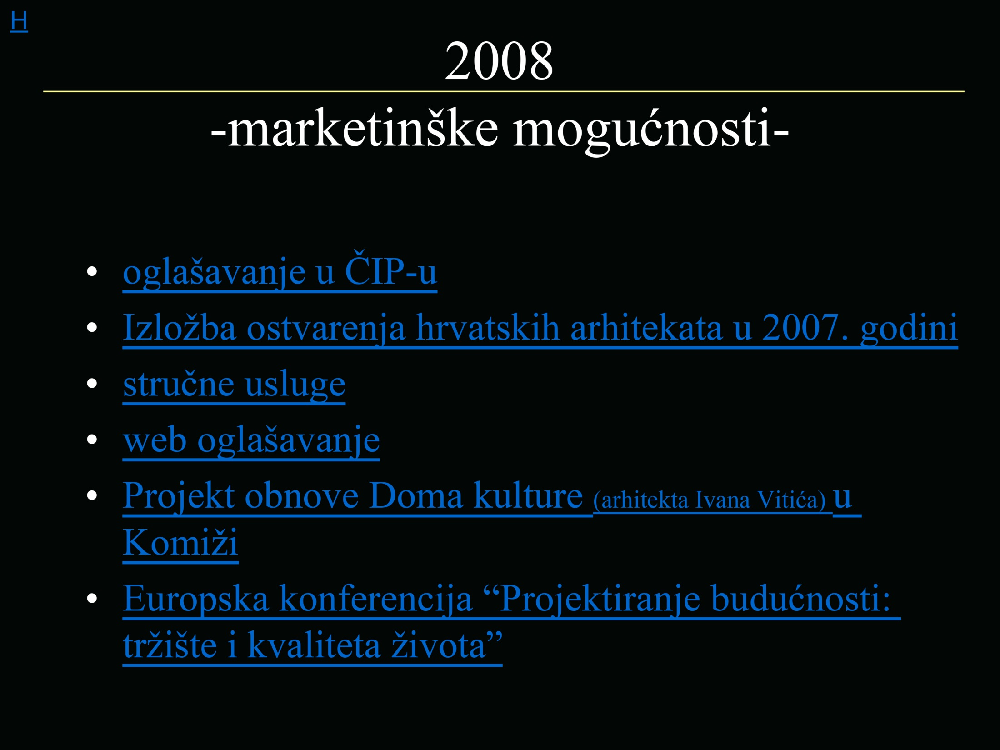 H
2008
-marketinške mogućnosti-
• oglašavanje u ČIP-u
• Izložba ostvarenja hrvatskih arhitekata u 2007. godini
• stručne usluge
• web oglašavanje
• Projekt obnove Doma kulture (arhitekta Ivana Vitića) u
Komiži
• Europska konferencija “Projektiranje budućnosti:
tržište i kvaliteta života”